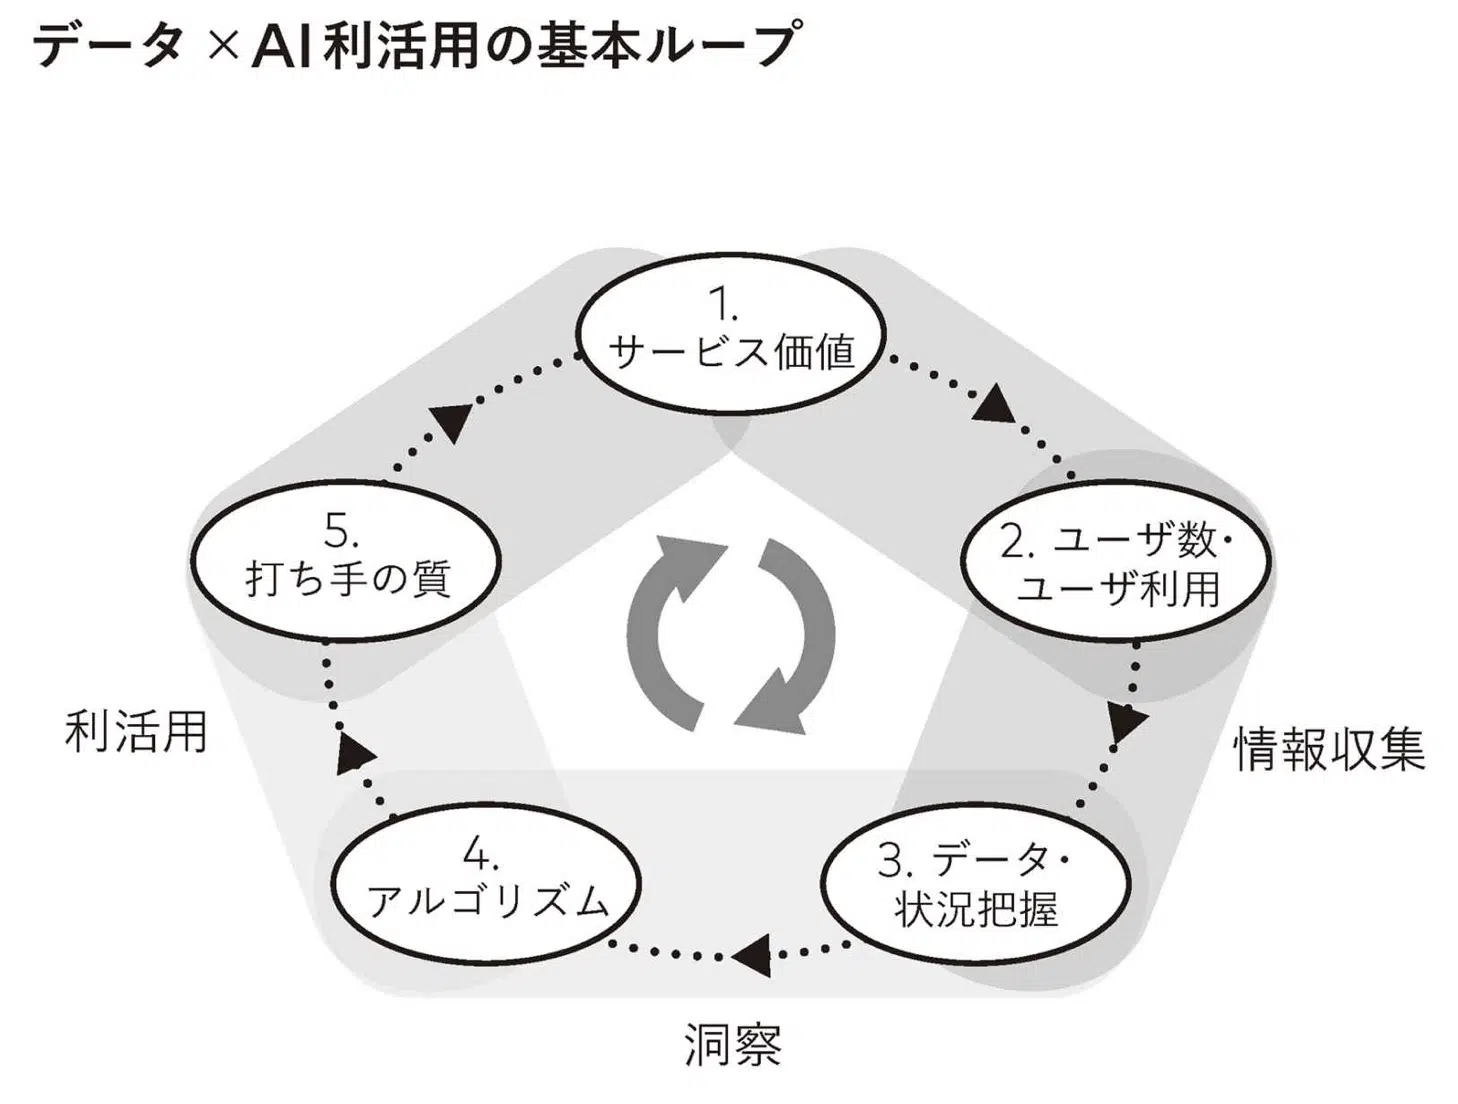 データ×AI利活用の基本ループ
1.
サービス価値
5.
打ち手の質
2. ユーザ数・
ユーザ利用
利活用
情報収集
4.
アルゴリズム
3. データ・
状況把握
洞察